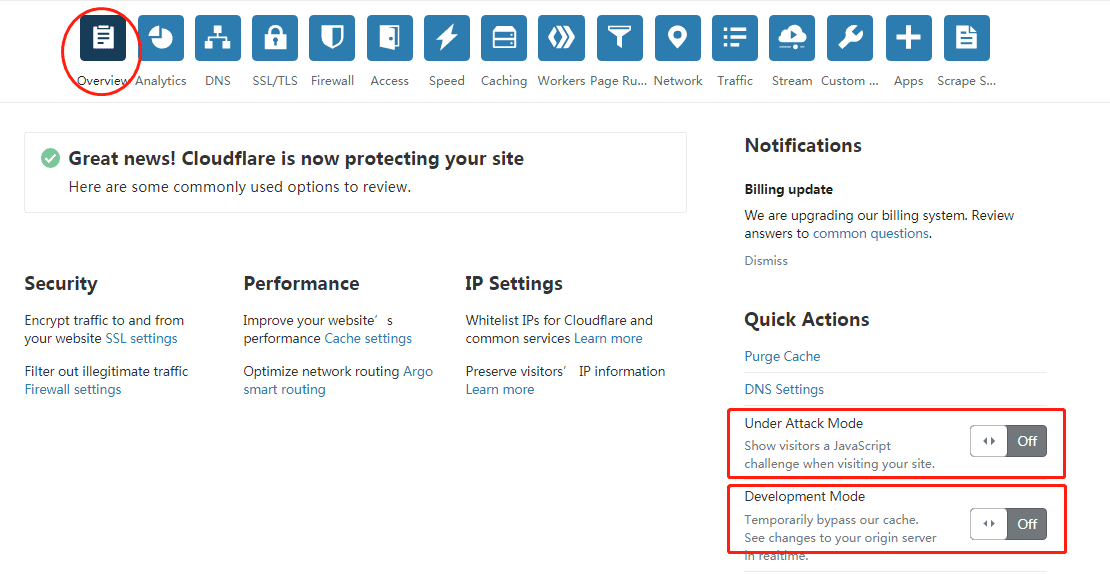 Overview
Analytics
DNS
SSL/TLS
Firewall
Access
Speed
Caching
Workers
Page Ru...
Network
Traffic
Stream
Custom ...
Apps
Scrape S...
Great news! Cloudflare is now protecting your site
Here are some commonly used options to review.
Security
Encrypt traffic to and from
your website SSL settings
Filter out illegitimate traffic
Firewall settings
Performance
Improve your website’s
performance Cache settings
Optimize network routing Argo
smart routing
IP Settings
Whitelist IPs for Cloudflare and
common services Learn more
Preserve visitors’ IP information
Learn more
Notifications
Billing update
We are upgrading our billing system. Review
answers to common questions.
Dismiss
Quick Actions
Purge Cache
DNS Settings
Under Attack Mode
Show visitors a JavaScript
challenge when visiting your site.
Off
Development Mode
Temporarily bypass our cache.
See changes to your origin server
in realtime.
Off